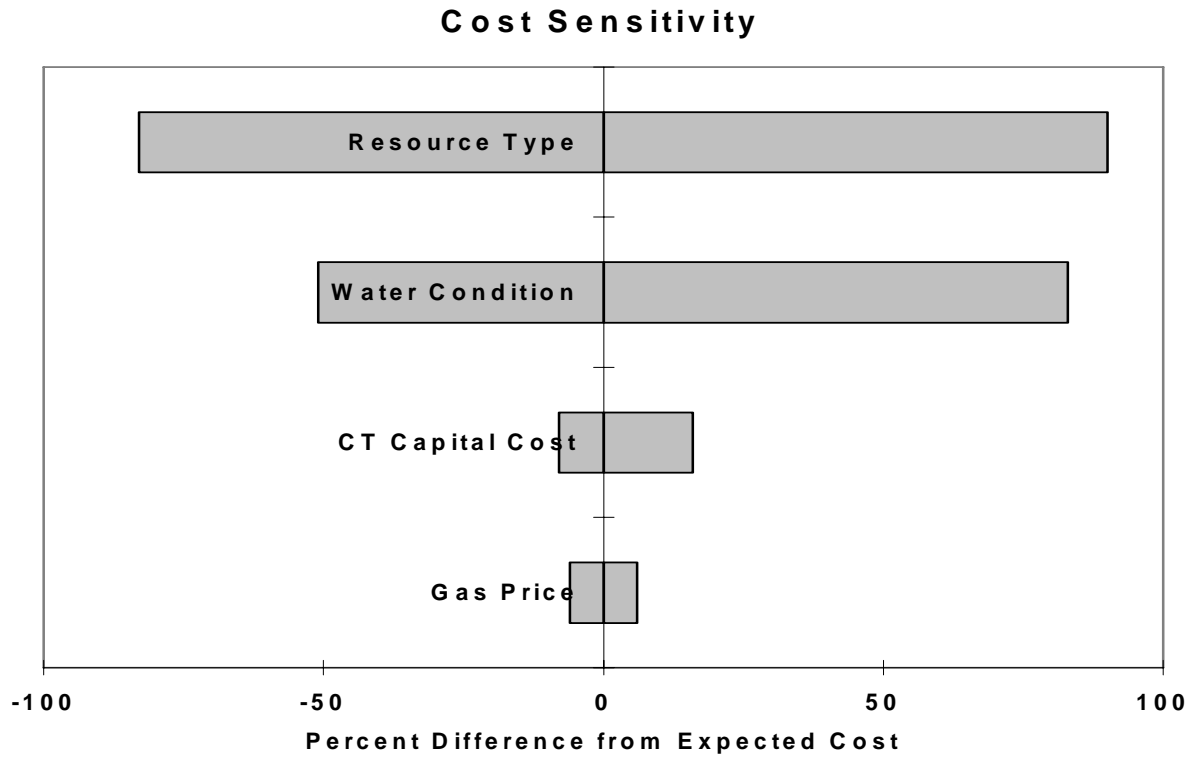 Cost Sensitivity
Resource Type
Water Condition
CT Capital Cost
Gas Price
-100 -50 0 50 100
Percent Difference from Expected Cost